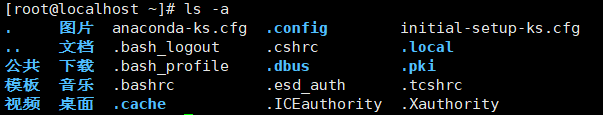 [root@localhost ~]# ls -a
. 图片 anaconda-ks.cfg .config initial-setup-ks.cfg
.. 文档 .bash_logout .cshrc .local
公共 下载 .bash_profile .dbus .pki
模板 音乐 .bashrc .esd_auth .tcshrc
视频 桌面 .cache .ICEauthority .Xauthority